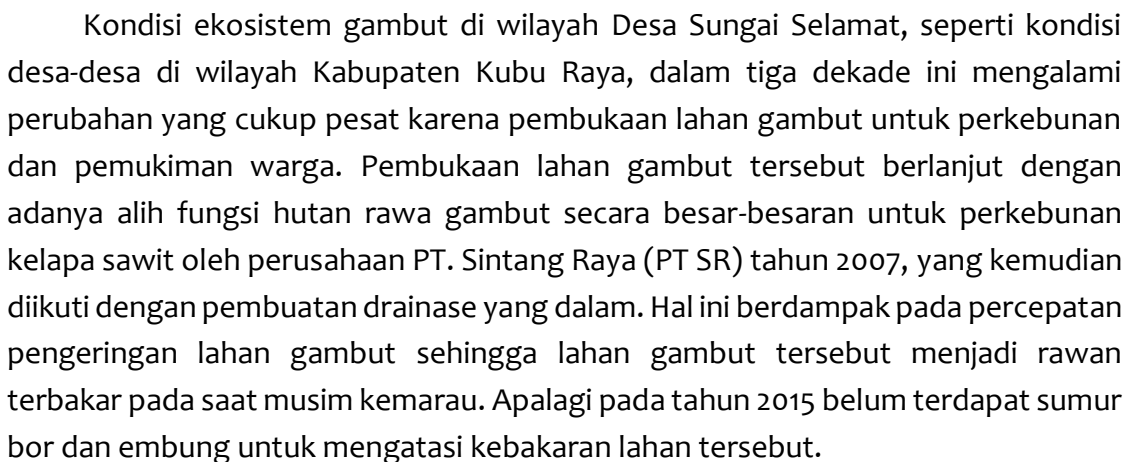 Kondisi ekosistem gambut di wilayah Desa Sungai Selamat, seperti kondisi
desa-desa di wilayah Kabupaten Kubu Raya, dalam tiga dekade ini mengalami
perubahan yang cukup pesat karena pembukaan lahan gambut untuk perkebunan
dan pemukiman warga. Pembukaan lahan gambut tersebut berlanjut dengan
adanya alih fungsi hutan rawa gambut secara besar-besaran untuk perkebunan
kelapa sawit oleh perusahaan PT. Sintang Raya (PT SR) tahun 2007, yang kemudian
diikuti dengan pembuatan drainase yang dalam. Hal ini berdampak pada percepatan
pengeringan lahan gambut sehingga lahan gambut tersebut menjadi rawan
terbakar pada saat musim kemarau. Apalagi pada tahun 2015 belum terdapat sumur
bor dan embung untuk mengatasi kebakaran lahan tersebut.